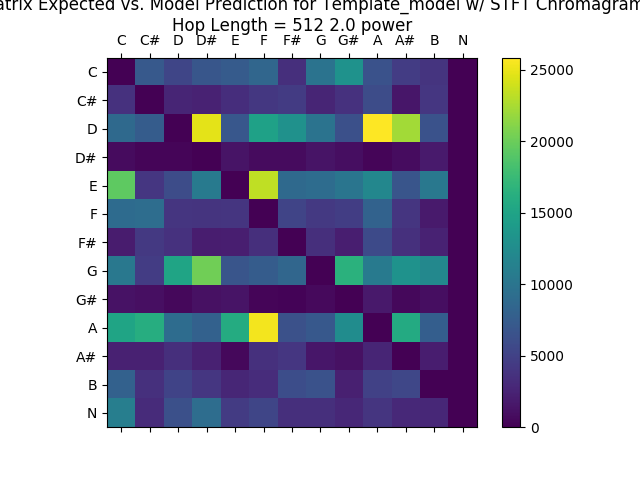 atrix Expected vs. Model Prediction for Template_model w/ STFT Chromagram
Hop Length = 512 2.0 power
C C# D D# E F F# G G# A A# B N
C
C#
D
D#
E
F
F#
G
G#
A
A#
B
N
25000
20000
15000
10000
5000
0